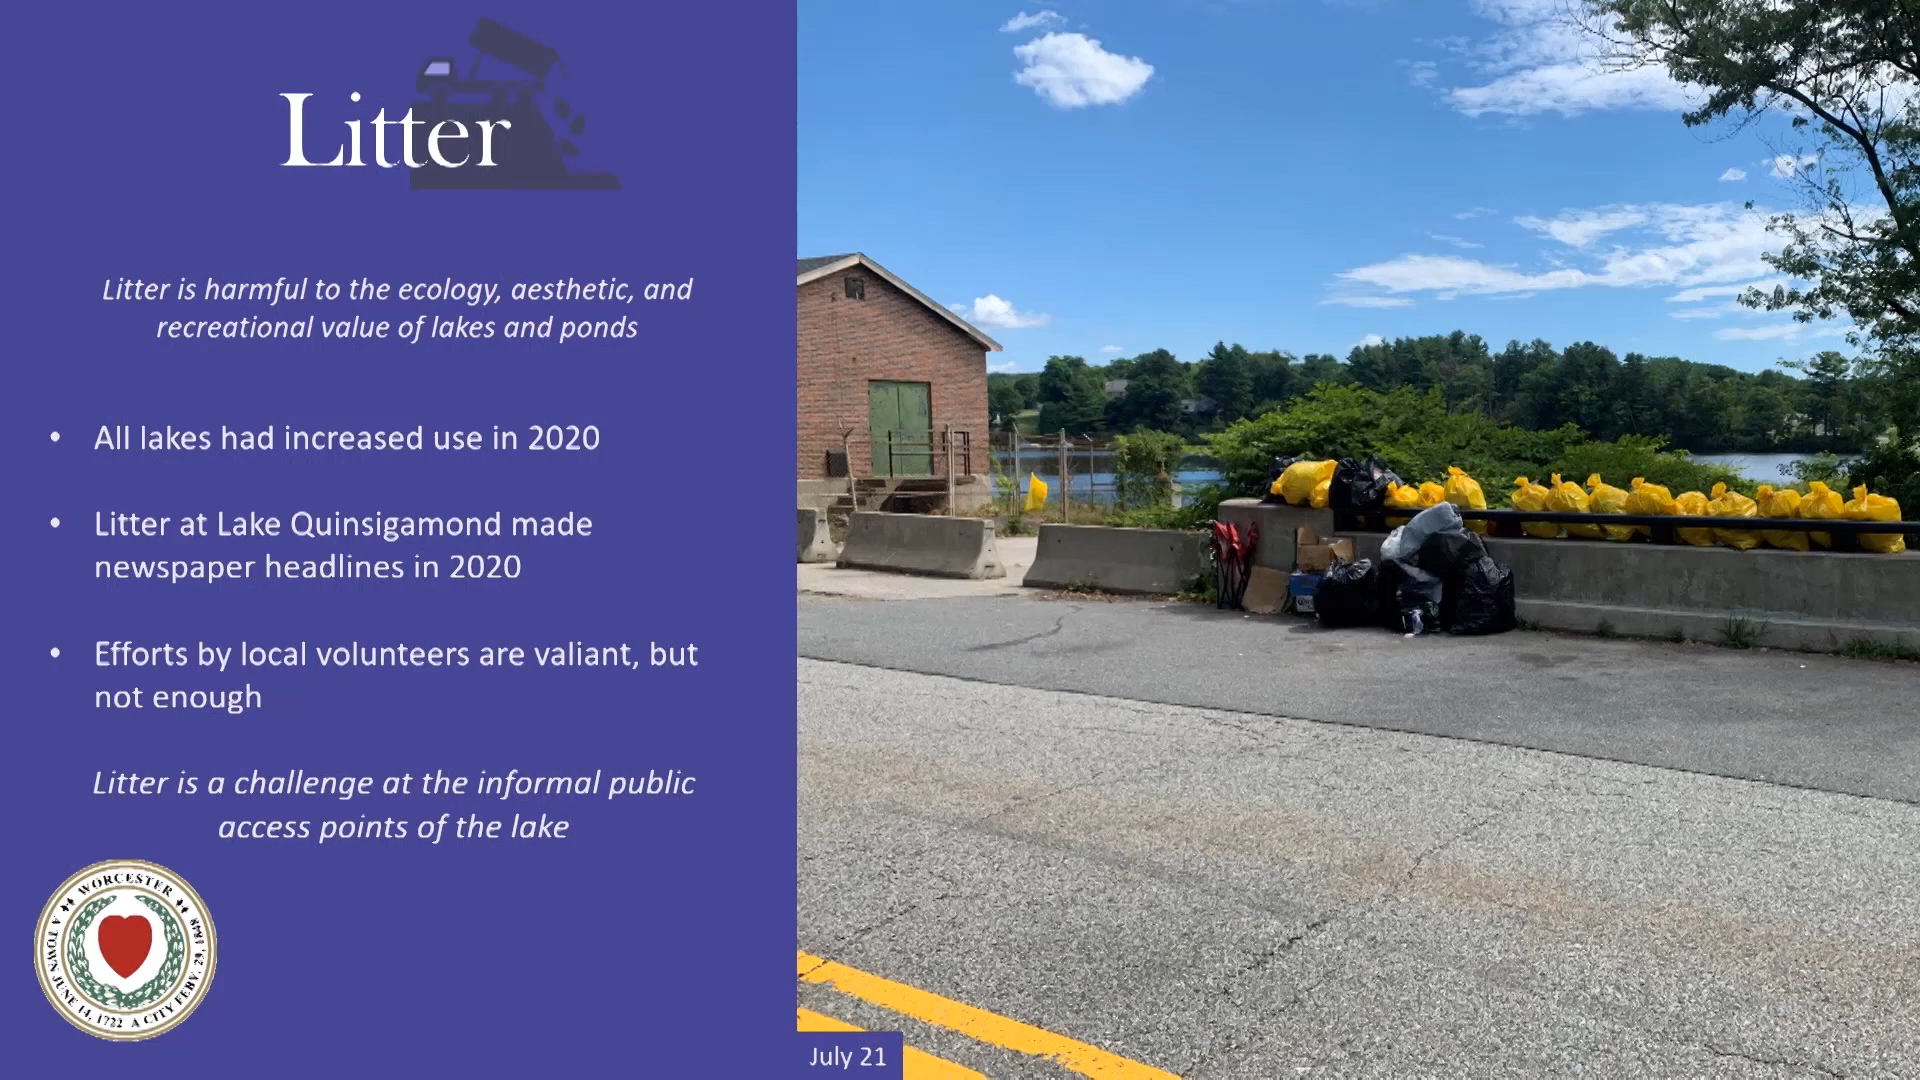 Litter
Litter is harmful to the ecology, aesthetic, and
recreational value of lakes and ponds
• All lakes had increased use in 2020
• Litter at Lake Quinsigamond made
newspaper headlines in 2020
• Efforts by local volunteers are valiant, but
not enough
Litter is a challenge at the informal public
access points of the lake
WORCESTER
A TOWN JUNE 14, 1722 A CITY FEBY. 29, 1848
July 21